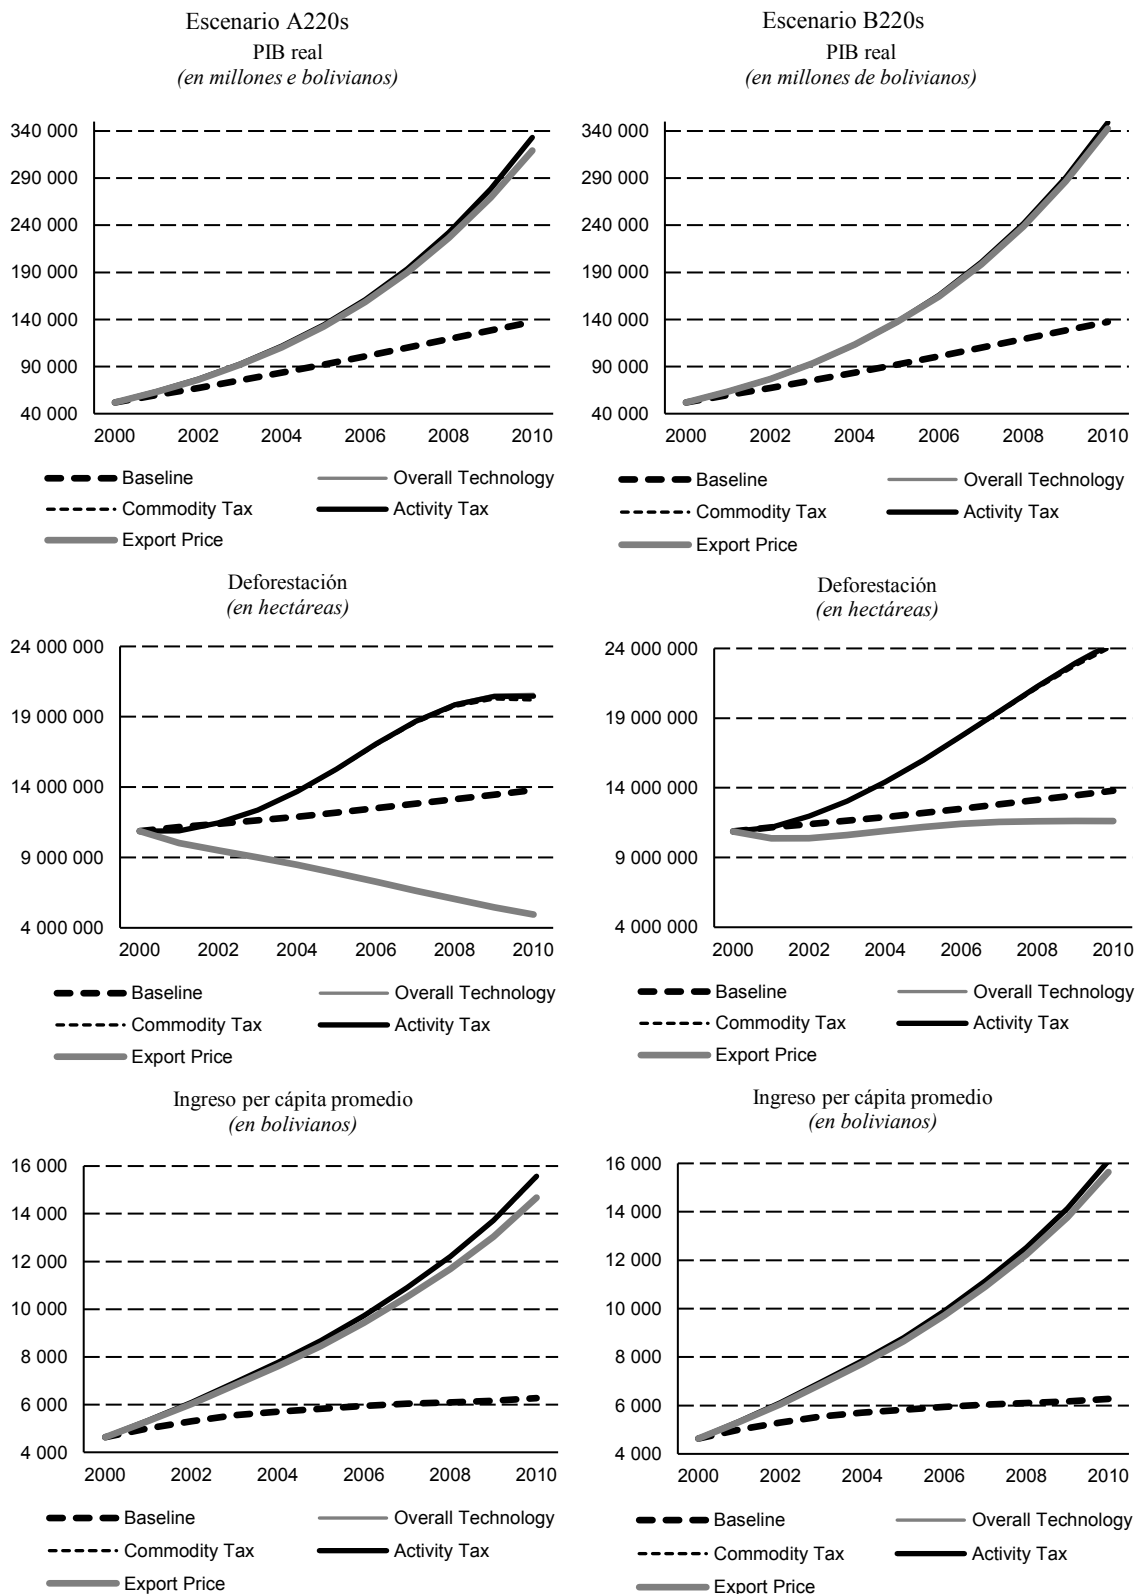 Escenario A220s
PIB real
(en millones e bolivianos)
340 000
290 000
240 000
190 000
140 000
90 000
40 000
2000 2002 2004 2006 2008 2010
Baseline Overall Technology
Commodity Tax Activity Tax
Export Price
Escenario B220s
PIB real
(en millones de bolivianos)
340 000
290 000
240 000
190 000
140 000
90 000
40 000
2000 2002 2004 2006 2008 2010
Baseline Overall Technology
Commodity Tax Activity Tax
Export Price
Deforestación
(en hectáreas)
24 000 000
19 000 000
14 000 000
9 000 000
4 000 000
2000 2002 2004 2006 2008 2010
Baseline Overall Technology
Commodity Tax Activity Tax
Export Price
Deforestación
(en hectáreas)
24 000 000
19 000 000
14 000 000
9 000 000
4 000 000
2000 2002 2004 2006 2008 2010
Baseline Overall Technology
Commodity Tax Activity Tax
Export Price
Ingreso per cápita promedio
(en bolivianos)
16 000
14 000
12 000
10 000
8 000
6 000
4 000
2000 2002 2004 2006 2008 2010
Baseline Overall Technology
Commodity Tax Activity Tax
Export Price
Ingreso per cápita promedio
(en bolivianos)
16 000
14 000
12 000
10 000
8 000
6 000
4 000
2000 2002 2004 2006 2008 2010
Baseline Overall Technology
Commodity Tax Activity Tax
Export Price